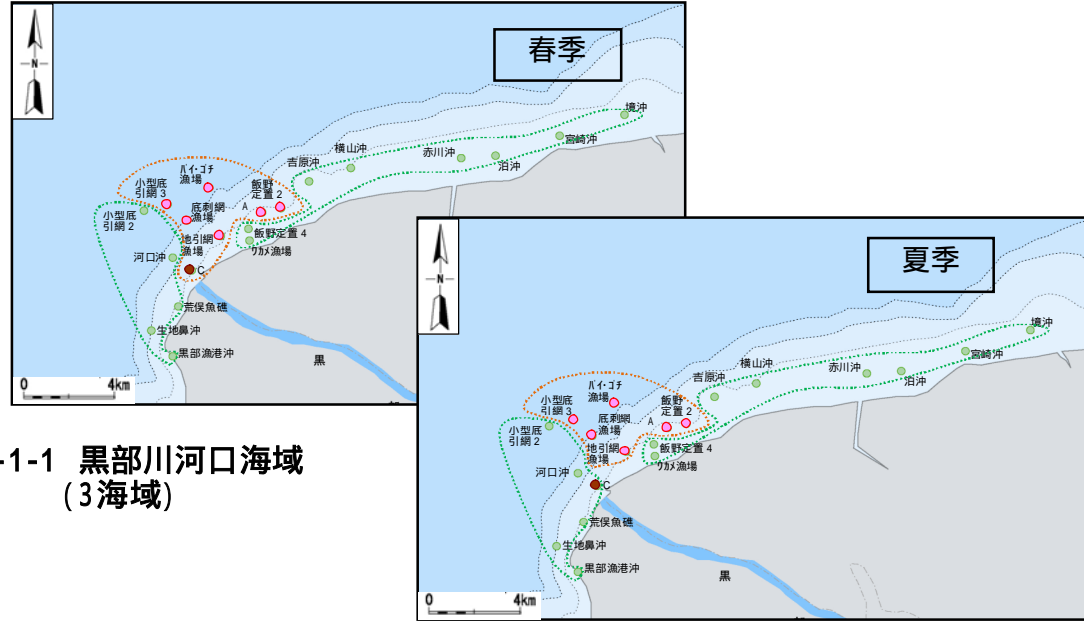 N
春季
境沖
宮崎沖
泊沖
赤川沖
横山沖
吉原沖
バイ・ゴチ
漁場
小型底
引網３
飯野
定置２
底刺網
漁場
A
小型底
引網２
地引網
漁場
飯野定置４
ワカメ漁場
河口沖
C
荒俣魚礁
生地鼻沖
黒部漁港沖
黒
0 4km
-1-1 黒部川河口海域
(3海域)
N
夏季
境沖
宮崎沖
泊沖
赤川沖
横山沖
吉原沖
バイ・ゴチ
漁場
小型底
引網３
飯野
定置２
底刺網
漁場
A
小型底
引網２
地引網
漁場
飯野定置４
ワカメ漁場
河口沖
C
荒俣魚礁
生地鼻沖
黒部漁港沖
黒
0 4km